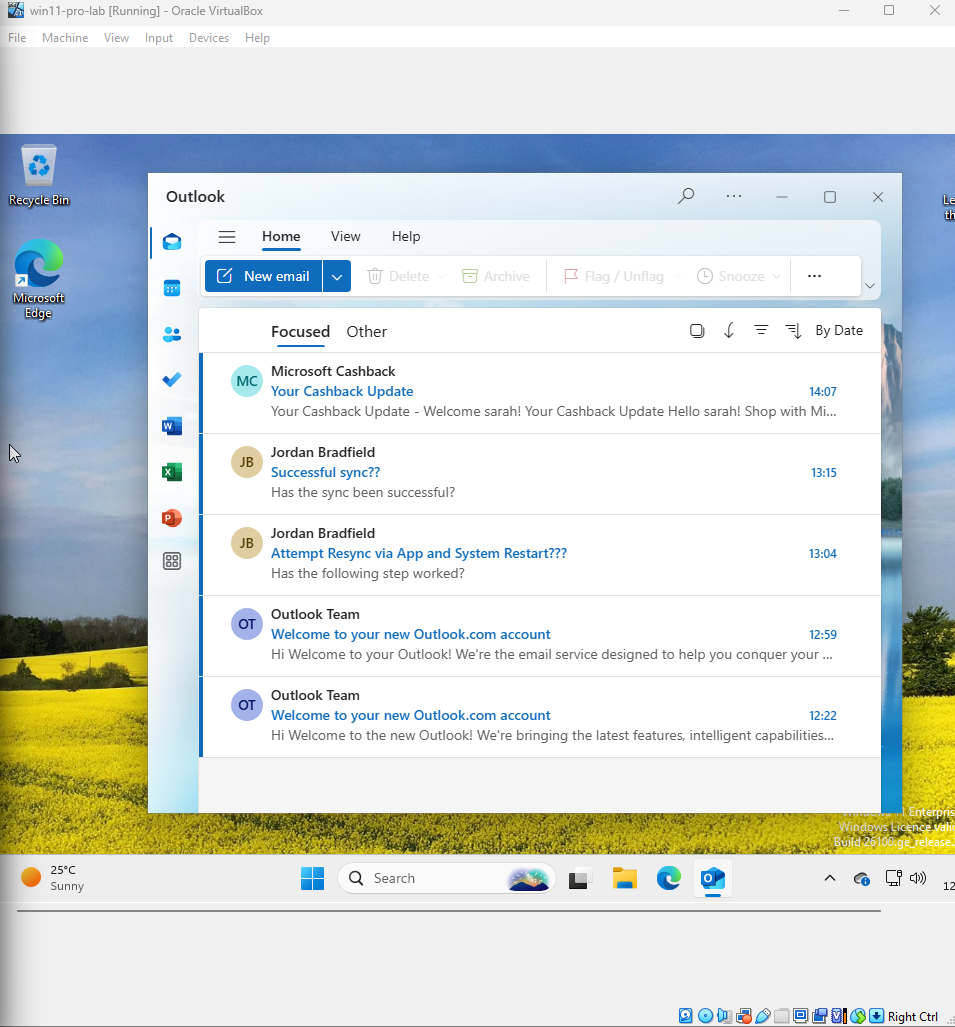 win11-pro-lab [Running] - Oracle VirtualBox
File Machine View Input Devices Help
Recycle Bin
Microsoft
Edge
Le
th
Outlook
Home View Help
New email Delete Archive Flag / Unflag Snooze
Focused Other By Date
MC
Microsoft Cashback
Your Cashback Update 14:07
Your Cashback Update - Welcome sarah! Your Cashback Update Hello sarah! Shop with Mi...
JB
Jordan Bradfield
Successful sync?? 13:15
Has the sync been successful?
JB
Jordan Bradfield
Attempt Resync via App and System Restart??? 13:04
Has the following step worked?
OT
Outlook Team
Welcome to your new Outlook.com account 12:59
Hi Welcome to your Outlook! We're the email service designed to help you conquer your ...
OT
Outlook Team
Welcome to your new Outlook.com account 12:22
Hi Welcome to the new Outlook! We're bringing the latest features, intelligent capabilities...
Enterpris
Windows Licence vali
Build 26100.ge_release.
25°C
Sunny
Search
12
Right Ctrl